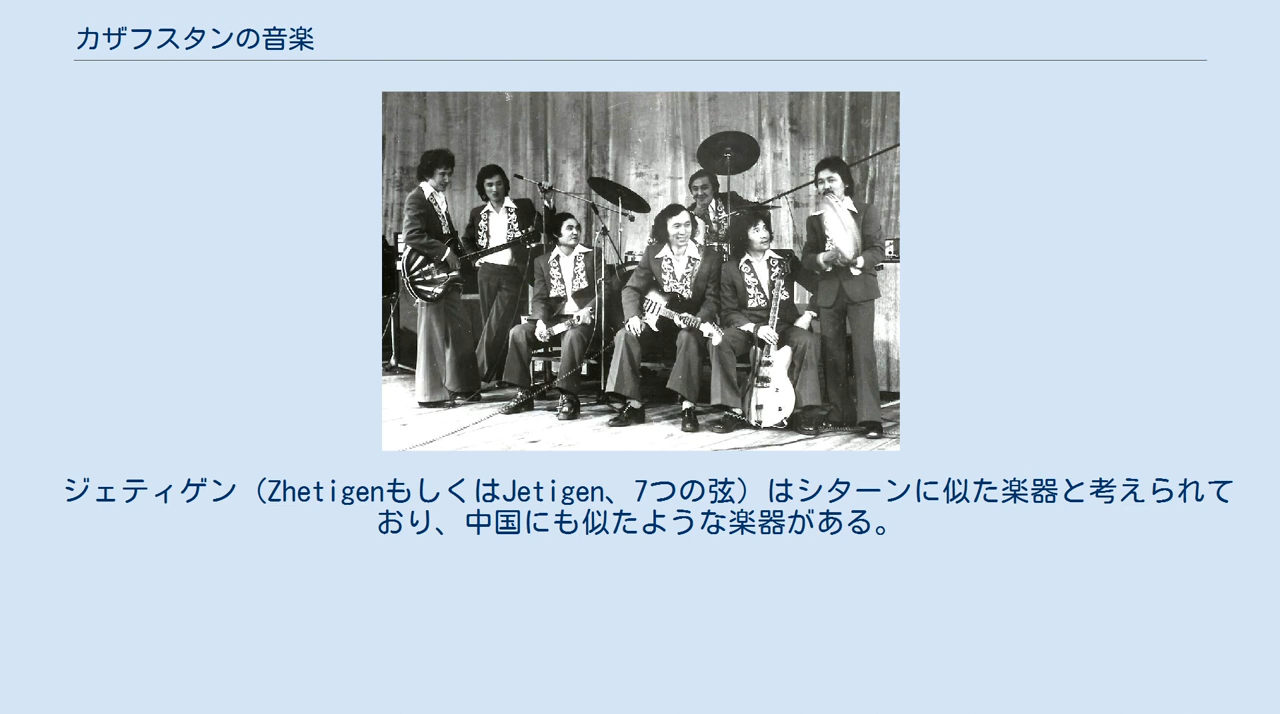 カザフスタンの音楽
ジェティゲン（ZhetigenもしくはJetigen、7つの弦）はシターンに似た楽器と考えられて
おり、中国にも似たような楽器がある。